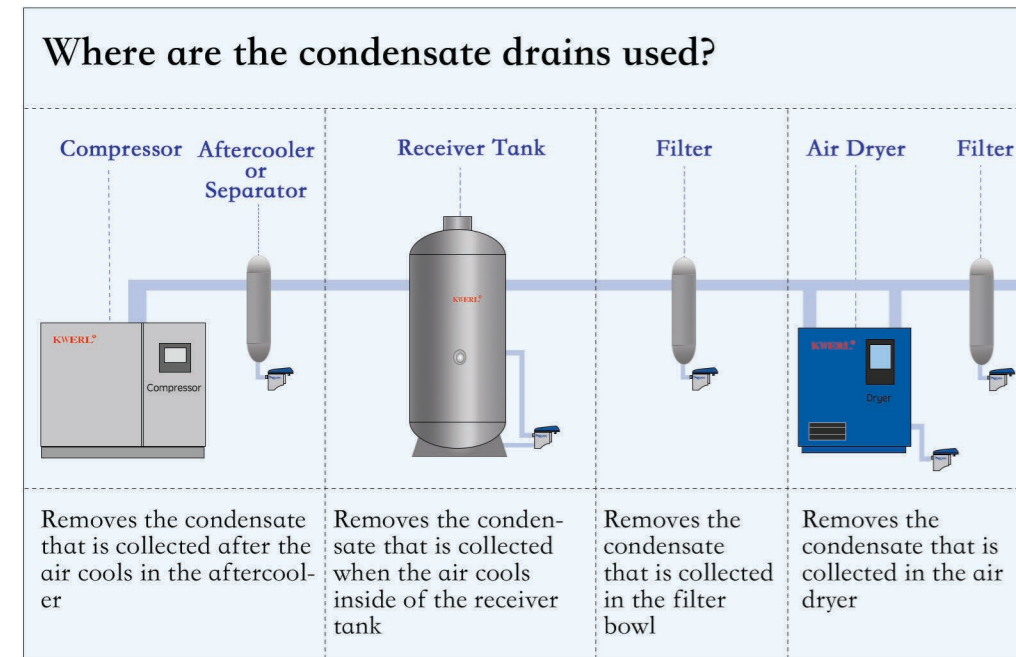 Where are the condensate drains used?
Compressor
Aftercooler
or
Separator
Receiver Tank
Filter
Air Dryer
Filter
KWERL®
Compressor
KWERL®
KWERL®
Dryer
Removes the condensate
that is collected after the
air cools in the aftercool-
er
Removes the conden-
sate that is collected
when the air cools
inside of the receiver
tank
Removes the
condensate
that is collected
in the filter
bowl
Removes the
condensate that is
collected in the air
dryer